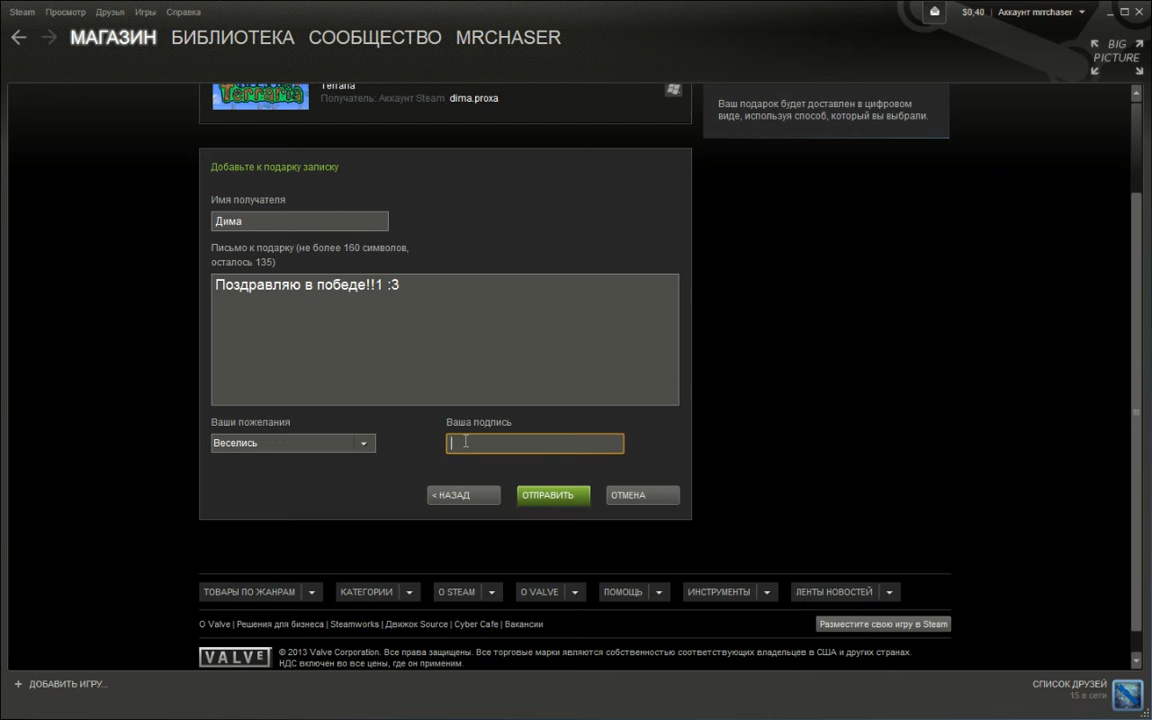 Steam Просмотр Друзья Игры Справка
$0,40 | Аккаунт mrrchaser
МАГАЗИН БИБЛИОТЕКА СООБЩЕСТВО MRCHASER
BIG
PICTURE
Terraria
Terraria
Получатель: Аккаунт Steam dima.proxa
Ваш подарок будет доставлен в цифровом
виде, используя способ, который вы выбрали.
Добавьте к подарку записку
Имя получателя
Дима
Письмо к подарку (не более 160 символов,
осталось 135)
Поздравляю в победе!!1 :3
Ваши пожелания
Ваша подпись
Веселись
< НАЗАД ОТПРАВИТЬ ОТМЕНА
ТОВАРЫ ПО ЖАНРАМ КАТЕГОРИИ О STEAM О VALVE ПОМОЩЬ ИНСТРУМЕНТЫ ЛЕНТЫ НОВОСТЕЙ
О Valve | Решения для бизнеса | Steamworks | Движок Source | Cyber Cafe | Вакансии
Разместите свою игру в Steam
VALVE
© 2013 Valve Corporation. Все права защищены. Все торговые марки являются собственностью соответствующих владельцев в США и других странах.
НДС включен во все цены, где он применим.
+ ДОБАВИТЬ ИГРУ...
СПИСОК ДРУЗЕЙ
15 в сети